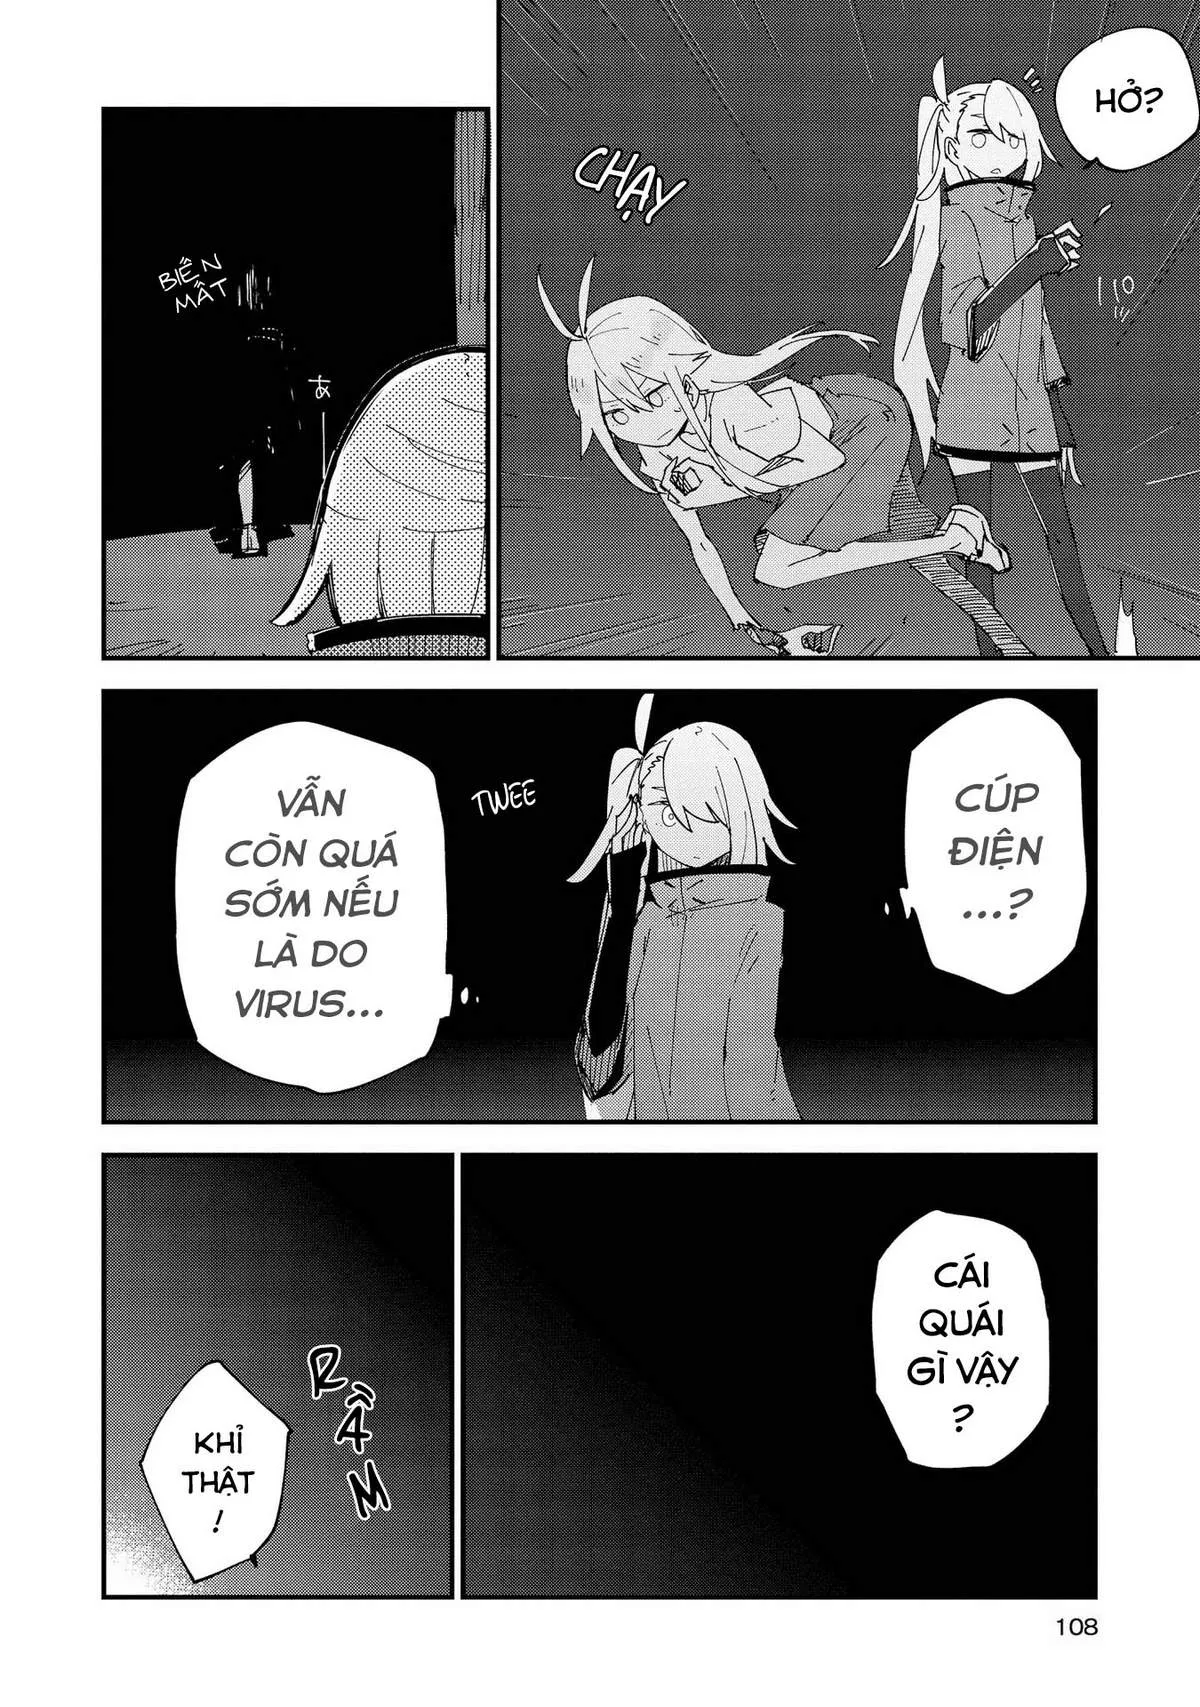 HỞ?
CHẠY
BIẾN
MẤT
あ
CÚP
ĐIỆN
...?
TWEE
VẪN
CÒN QUÁ
SỚM NẾU
LÀ DO
VIRUS...
CÁI
QUÁI
GÌ VẬY
?
RẦM
KHỈ
THẬT
!
108